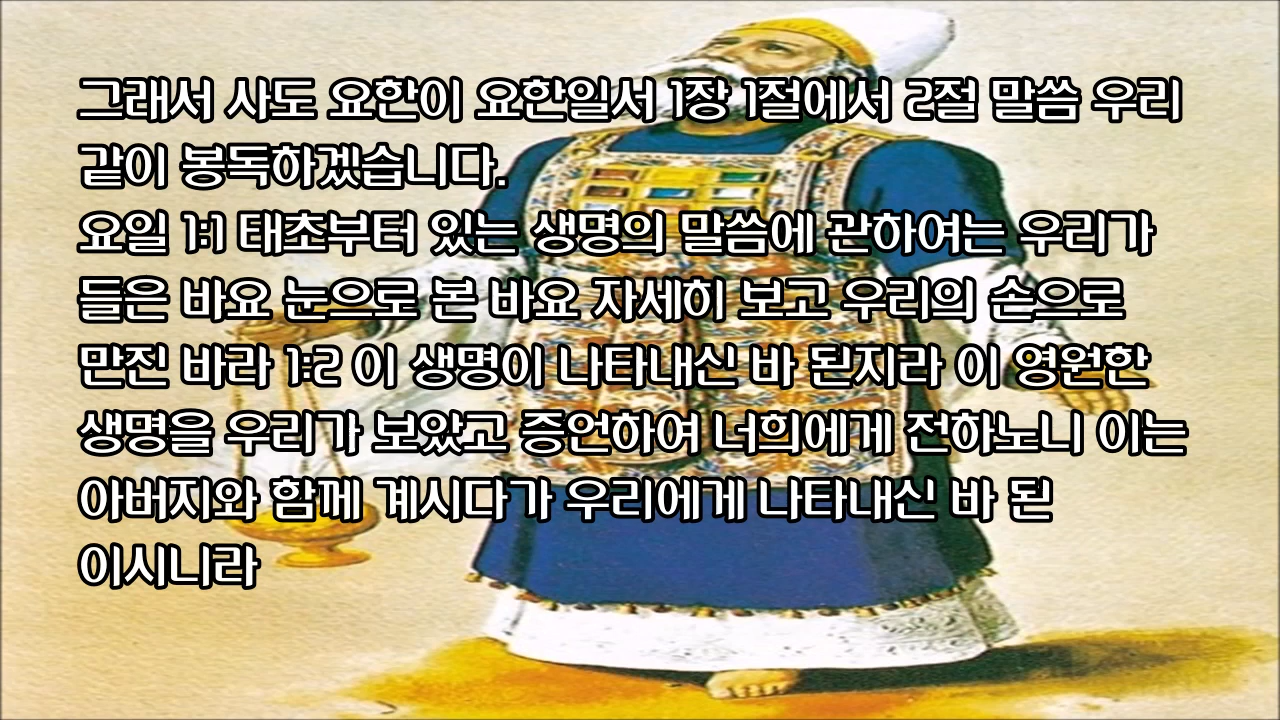 그래서 사도 요한이 요한일서 1장 1절에서 2절 말씀 우리
같이 봉독하겠습니다.
요일 1:1 태초부터 있는 생명의 말씀에 관하여는 우리가
들은 바요 눈으로 본 바요 자세히 보고 우리의 손으로
만진 바라 1:2 이 생명이 나타내신 바 된지라 이 영원한
생명을 우리가 보았고 증언하여 너희에게 전하노니 이는
아버지와 함께 계시다가 우리에게 나타내신 바 된
이시니라